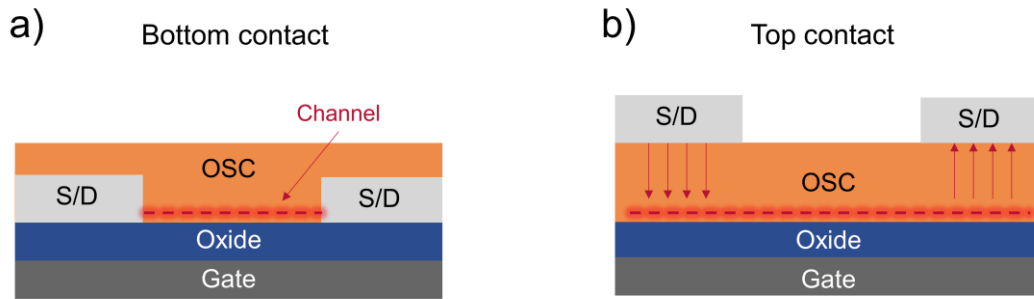 a)
Bottom contact
Channel
OSC
S/D
S/D
Oxide
Gate
b)
Top contact
S/D
S/D
OSC
Oxide
Gate